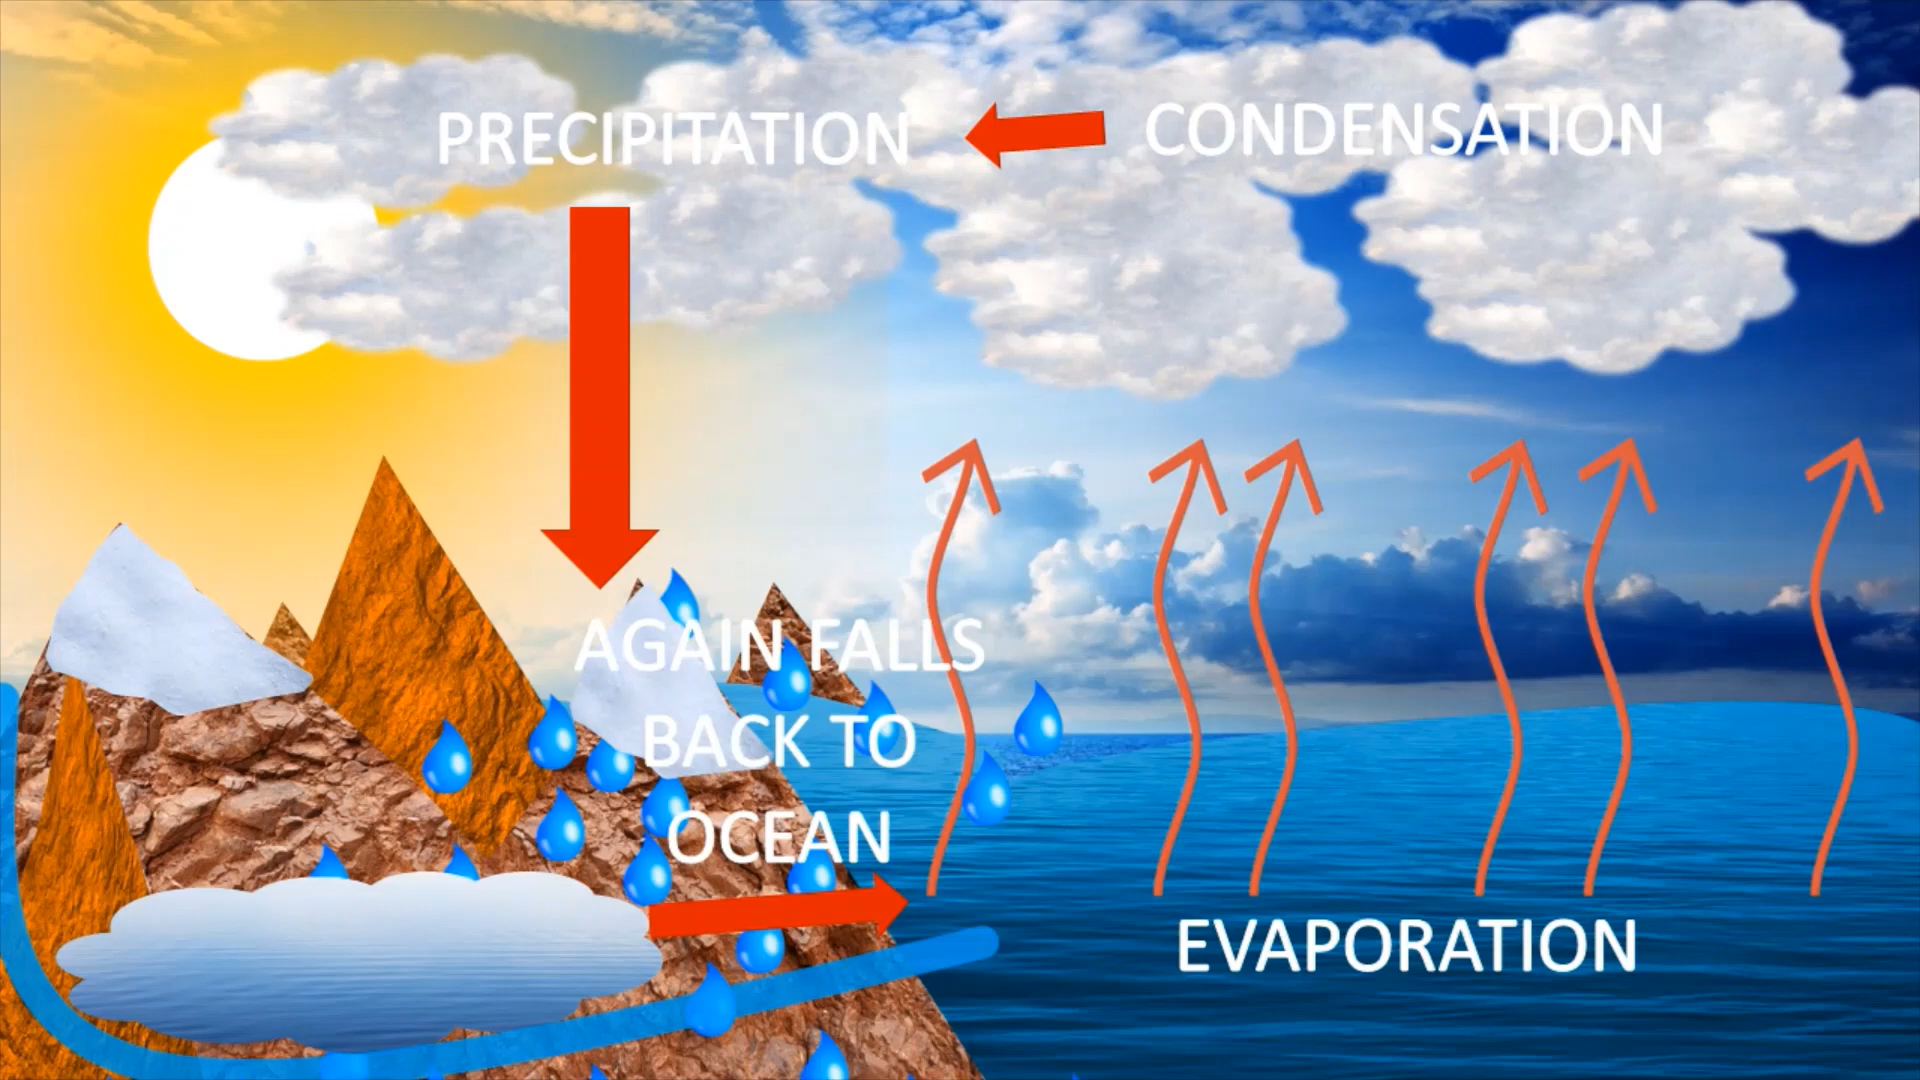 PRECIPITATION
CONDENSATION
AGAIN FALLS
BACK TO
OCEAN
EVAPORATION